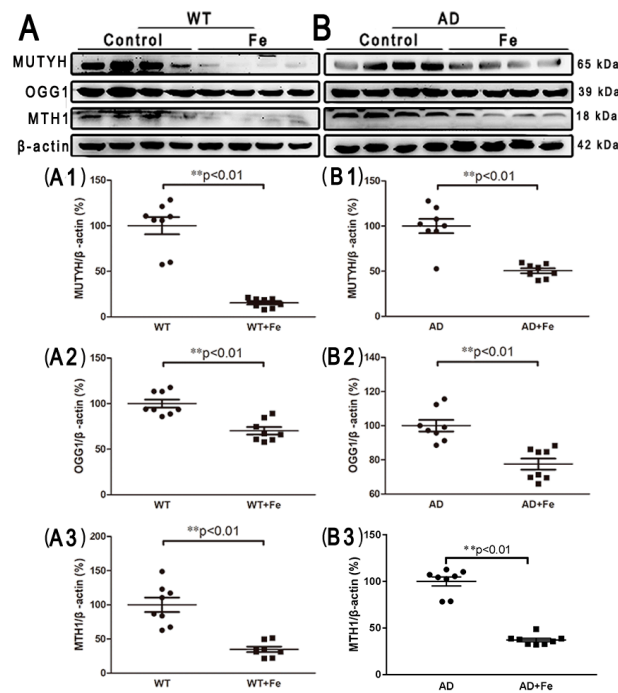 A WT B AD
Control Fe Control Fe
MUTYH 65 kDa
OGG1 39 kDa
MTH1 18 kDa
β-actin 42 kDa
(A1) **p<0.01
MUTYH/β -actin (%)
150
100
50
0
WT WT+Fe
(B1) **p<0.01
MUTYH/β -actin (%)
150
100
50
0
AD AD+Fe
(A2) **p<0.01
OGG1/β -actin (%)
150
100
50
0
WT WT+Fe
(B2) **p<0.01
OGG1/β -actin (%)
140
120
100
80
60
AD AD+Fe
(A3) **p<0.01
MTH1/β -actin (%)
200
150
100
50
0
WT WT+Fe
(B3) **p<0.01
MTH1/β-actin (%)
150
100
50
0
AD AD+Fe